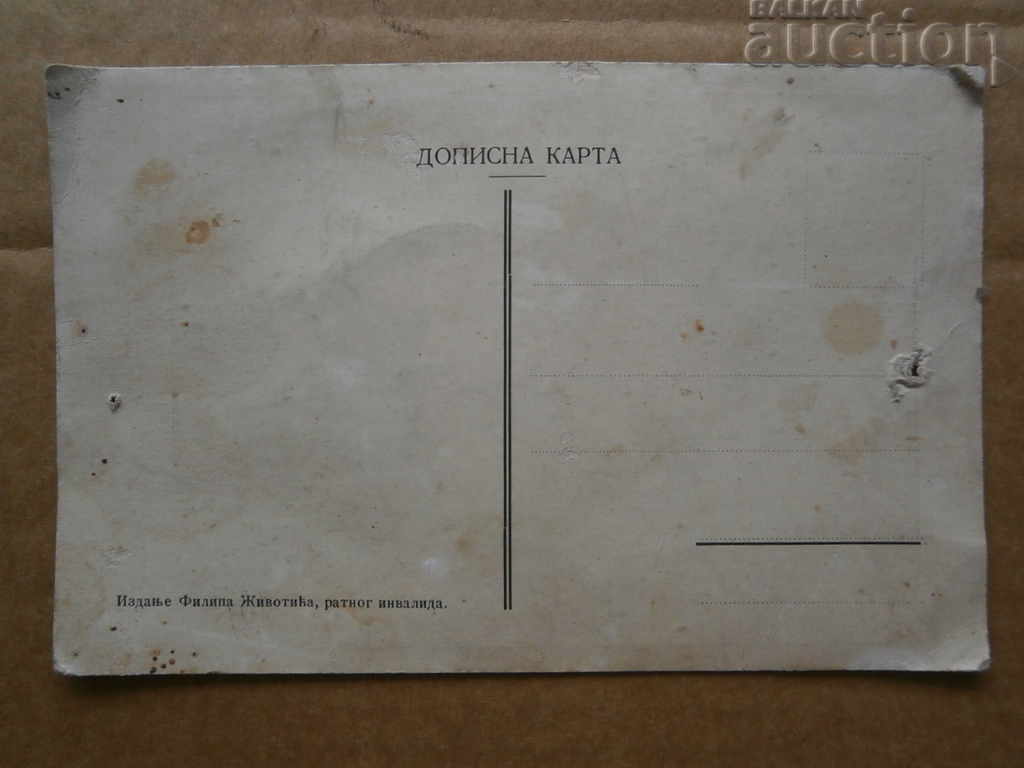 BALKAN
auction
ДОПИСНА КАРТА
Издање Филипа Животића, ратног инвалида.